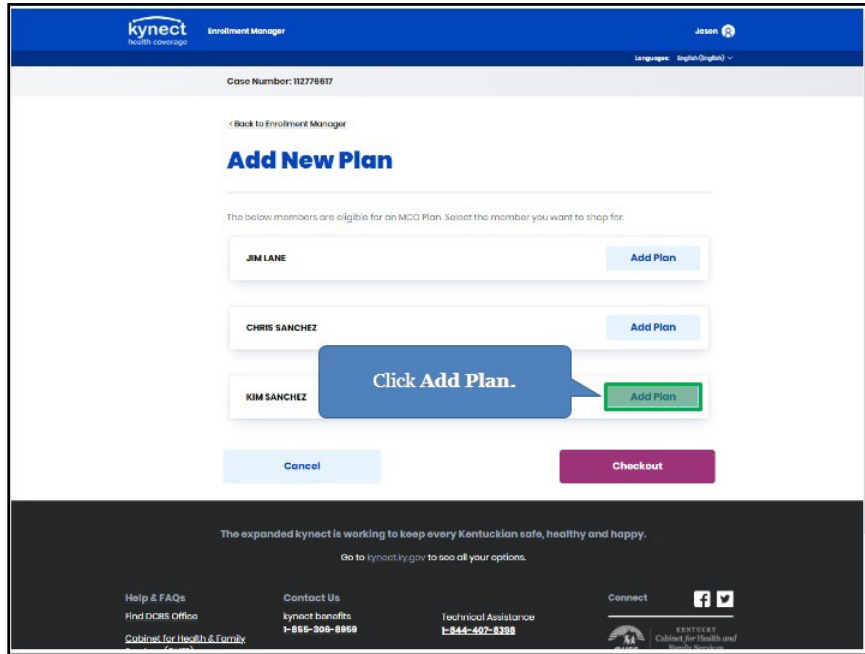 kynect
health coverage
Enrollment Manager
Jason
Languages: English (English)
Case Number: 112776617
<Back to Enrollment Manager
Add New Plan
The below members are eligible for an MCO Plan. Select the member you want to shop for.
JIM LANE Add Plan
CHRIS SANCHEZ Add Plan
Click Add Plan.
KIM SANCHEZ Add Plan
Cancel Checkout
The expanded kynect is working to keep every Kentuckian safe, healthy and happy.
Go to kynect.ky.gov to see all your options.
Help & FAQs Contact Us Connect
Find DCBS Office kynect benefits Technical Assistance
1-855-306-8959 1-844-407-8398
Cabinet for Health & Family
KENTUCKY
Cabinet for Health and
Family Services